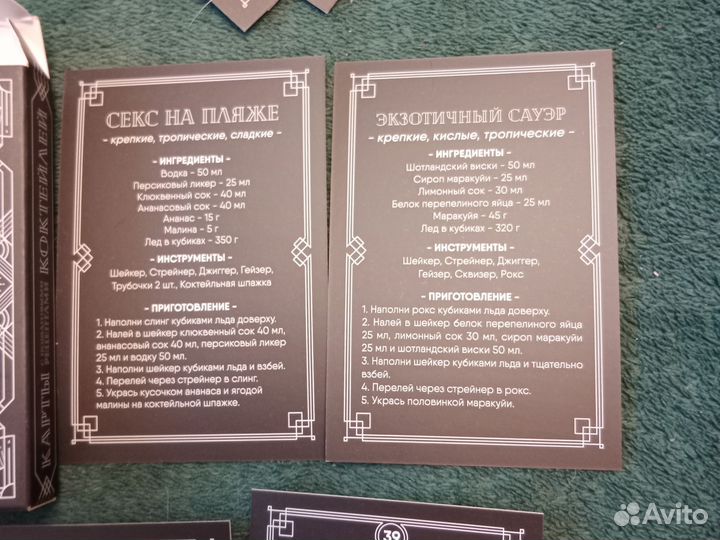 СЕКС НА ПЛЯЖЕ
- крепкие, тропические, сладкие -
- ИНГРЕДИЕНТЫ -
Водка - 50 мл
Персиковый ликер - 25 мл
Клюквенный сок - 40 мл
Ананасовый сок - 40 мл
Ананас - 15 г
Малина - 5 г
Лед в кубиках - 350 г
- ИНСТРУМЕНТЫ -
Шейкер, Стрейнер, Джиггер, Гейзер,
Трубочки 2 шт., Коктейльная шпажка
- ПРИГОТОВЛЕНИЕ -
1. Наполни слинг кубиками льда доверху.
2. Налей в шейкер клюквенный сок 40 мл,
ананасовый сок 40 мл, персиковый ликер
25 мл и водку 50 мл.
3. Наполни шейкер кубиками льда и взбей.
4. Перелей через стрейнер в слинг.
5. Укрась кусочком ананаса и ягодой
малины на коктейльной шпажке.
ЭКЗОТИЧНЫЙ САУЭР
- крепкие, кислые, тропические -
- ИНГРЕДИЕНТЫ -
Шотландский виски - 50 мл
Сироп маракуйи - 25 мл
Лимонный сок - 30 мл
Белок перепелиного яйца - 25 мл
Маракуйя - 45 г
Лед в кубиках - 320 г
- ИНСТРУМЕНТЫ -
Шейкер, Стрейнер, Джиггер,
Гейзер, Сквизер, Рокс
- ПРИГОТОВЛЕНИЕ -
1. Наполни рокс кубиками льда доверху.
2. Налей в шейкер белок перепелиного яйца
25 мл, лимонный сок 30 мл, сироп маракуйи
25 мл и шотландский виски 50 мл.
3. Наполни шейкер кубиками льда и тщательно
взбей.
4. Перелей через стрейнер в рокс.
5. Укрась половинкой маракуйи.
КАРТЫ
КОКТЕЙЛЕЙ
39
Avito